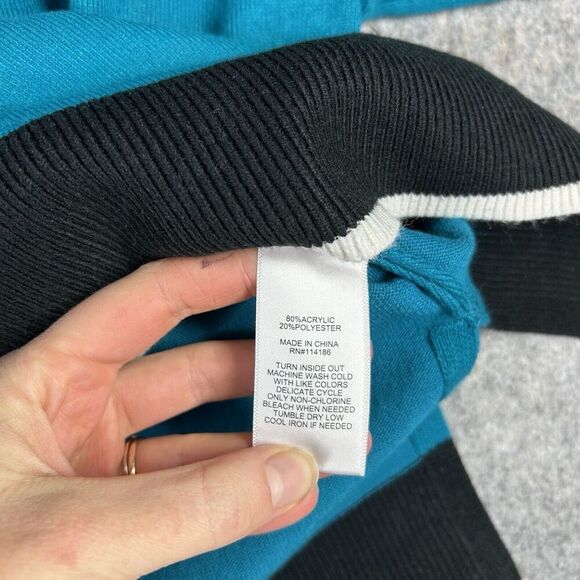 80%ACRYLIC
20%POLYESTER
MADE IN CHINA
RN#114186
TURN INSIDE OUT
MACHINE WASH COLD
WITH LIKE COLORS
DELICATE CYCLE
ONLY NON-CHLORINE
BLEACH WHEN NEEDED
TUMBLE DRY LOW
COOL IRON IF NEEDED